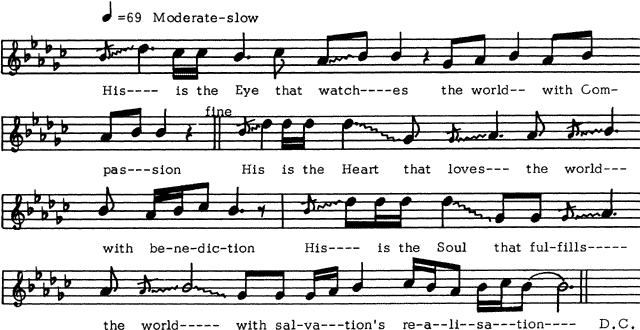 ♩ =69 Moderate-slow
His---- is the Eye that watch----es the world-- with Com-
fine
pas---sion His is the Heart that loves--- the world---
with be-ne-dic-tion His---- is the Soul that ful-fills-----
the world----- with sal-va---tion's re-a--li--sa---tion---- D.C.